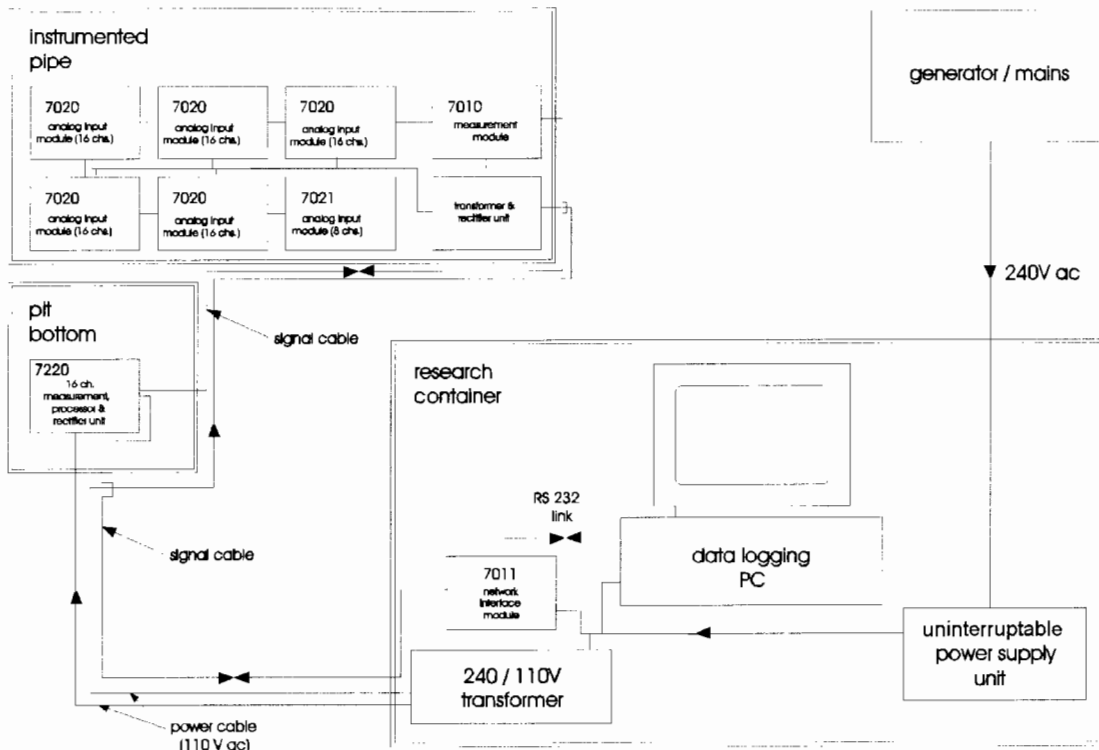 instrumented
pipe
7020
analog input
module (16 chs.)
7020
analog input
module (16 chs.)
7020
analog input
module (16 chs.)
7010
measurement
module
7020
analog input
module (16 chs.)
7020
analog input
module (16 chs.)
7021
analog input
module (8 chs.)
transformer &
rectifier unit
generator / mains
240V ac
pit
bottom
signal cable
7220
16 ch.
measurement,
processor &
rectifier unit
research
container
RS 232
link
signal cable
data logging
PC
7011
network
interface
module
uninterruptable
power supply
unit
240 / 110V
transformer
power cable
(110 V ac)